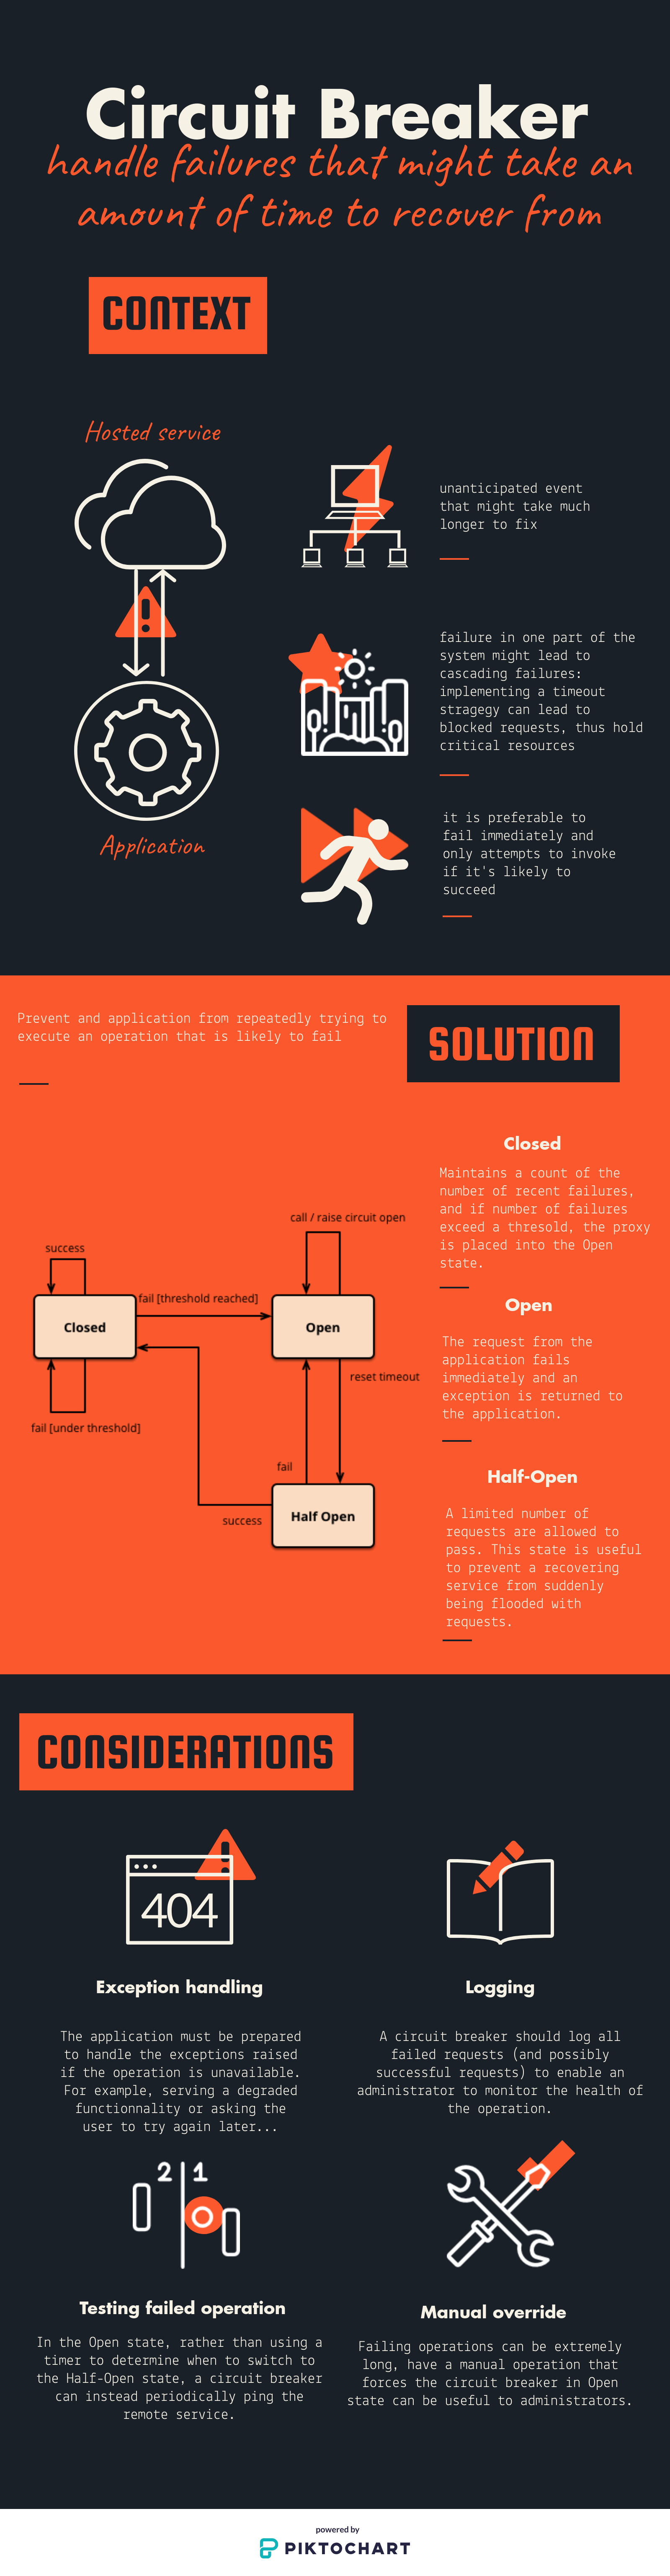 Circuit Breaker
handle failures that might take an
amount of time to recover from
CONTEXT
Hosted service
Application
unanticipated event
that might take much
longer to fix
failure in one part of the
system might lead to
cascading failures:
implementing a timeout
stragegy can lead to
blocked requests, thus hold
critical resources
it is preferable to
fail immediately and
only attempts to invoke
if it's likely to
succeed
Prevent and application from repeatedly trying to
execute an operation that is likely to fail
SOLUTION
success
Closed
fail [under threshold]
fail [threshold reached]
call / raise circuit open
Open
reset timeout
fail
success
Half Open
Closed
Maintains a count of the
number of recent failures,
and if number of failures
exceed a thresold, the proxy
is placed into the Open
state.
Open
The request from the
application fails
immediately and an
exception is returned to
the application.
Half-Open
A limited number of
requests are allowed to
pass. This state is useful
to prevent a recovering
service from suddenly
being flooded with
requests.
CONSIDERATIONS
404
Exception handling
The application must be prepared
to handle the exceptions raised
if the operation is unavailable.
For example, serving a degraded
functionnality or asking the
user to try again later...
Logging
A circuit breaker should log all
failed requests (and possibly
successful requests) to enable an
administrator to monitor the health of
the operation.
2 1
Testing failed operation
In the Open state, rather than using a
timer to determine when to switch to
the Half-Open state, a circuit breaker
can instead periodically ping the
remote service.
Manual override
Failing operations can be extremely
long, have a manual operation that
forces the circuit breaker in Open
state can be useful to administrators.
powered by
PIKTOCHART